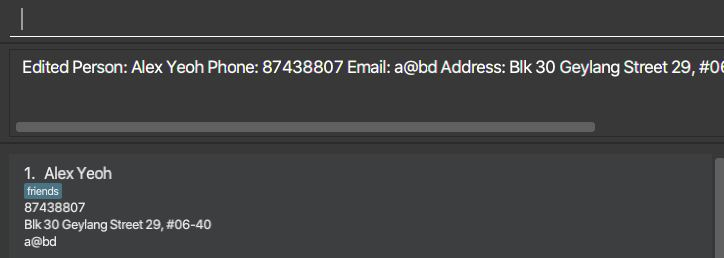 Edited Person: Alex Yeoh Phone: 87438807 Email: a@bd Address: Blk 30 Geylang Street 29, #06
1. Alex Yeoh
friends
87438807
Blk 30 Geylang Street 29, #06-40
a@bd